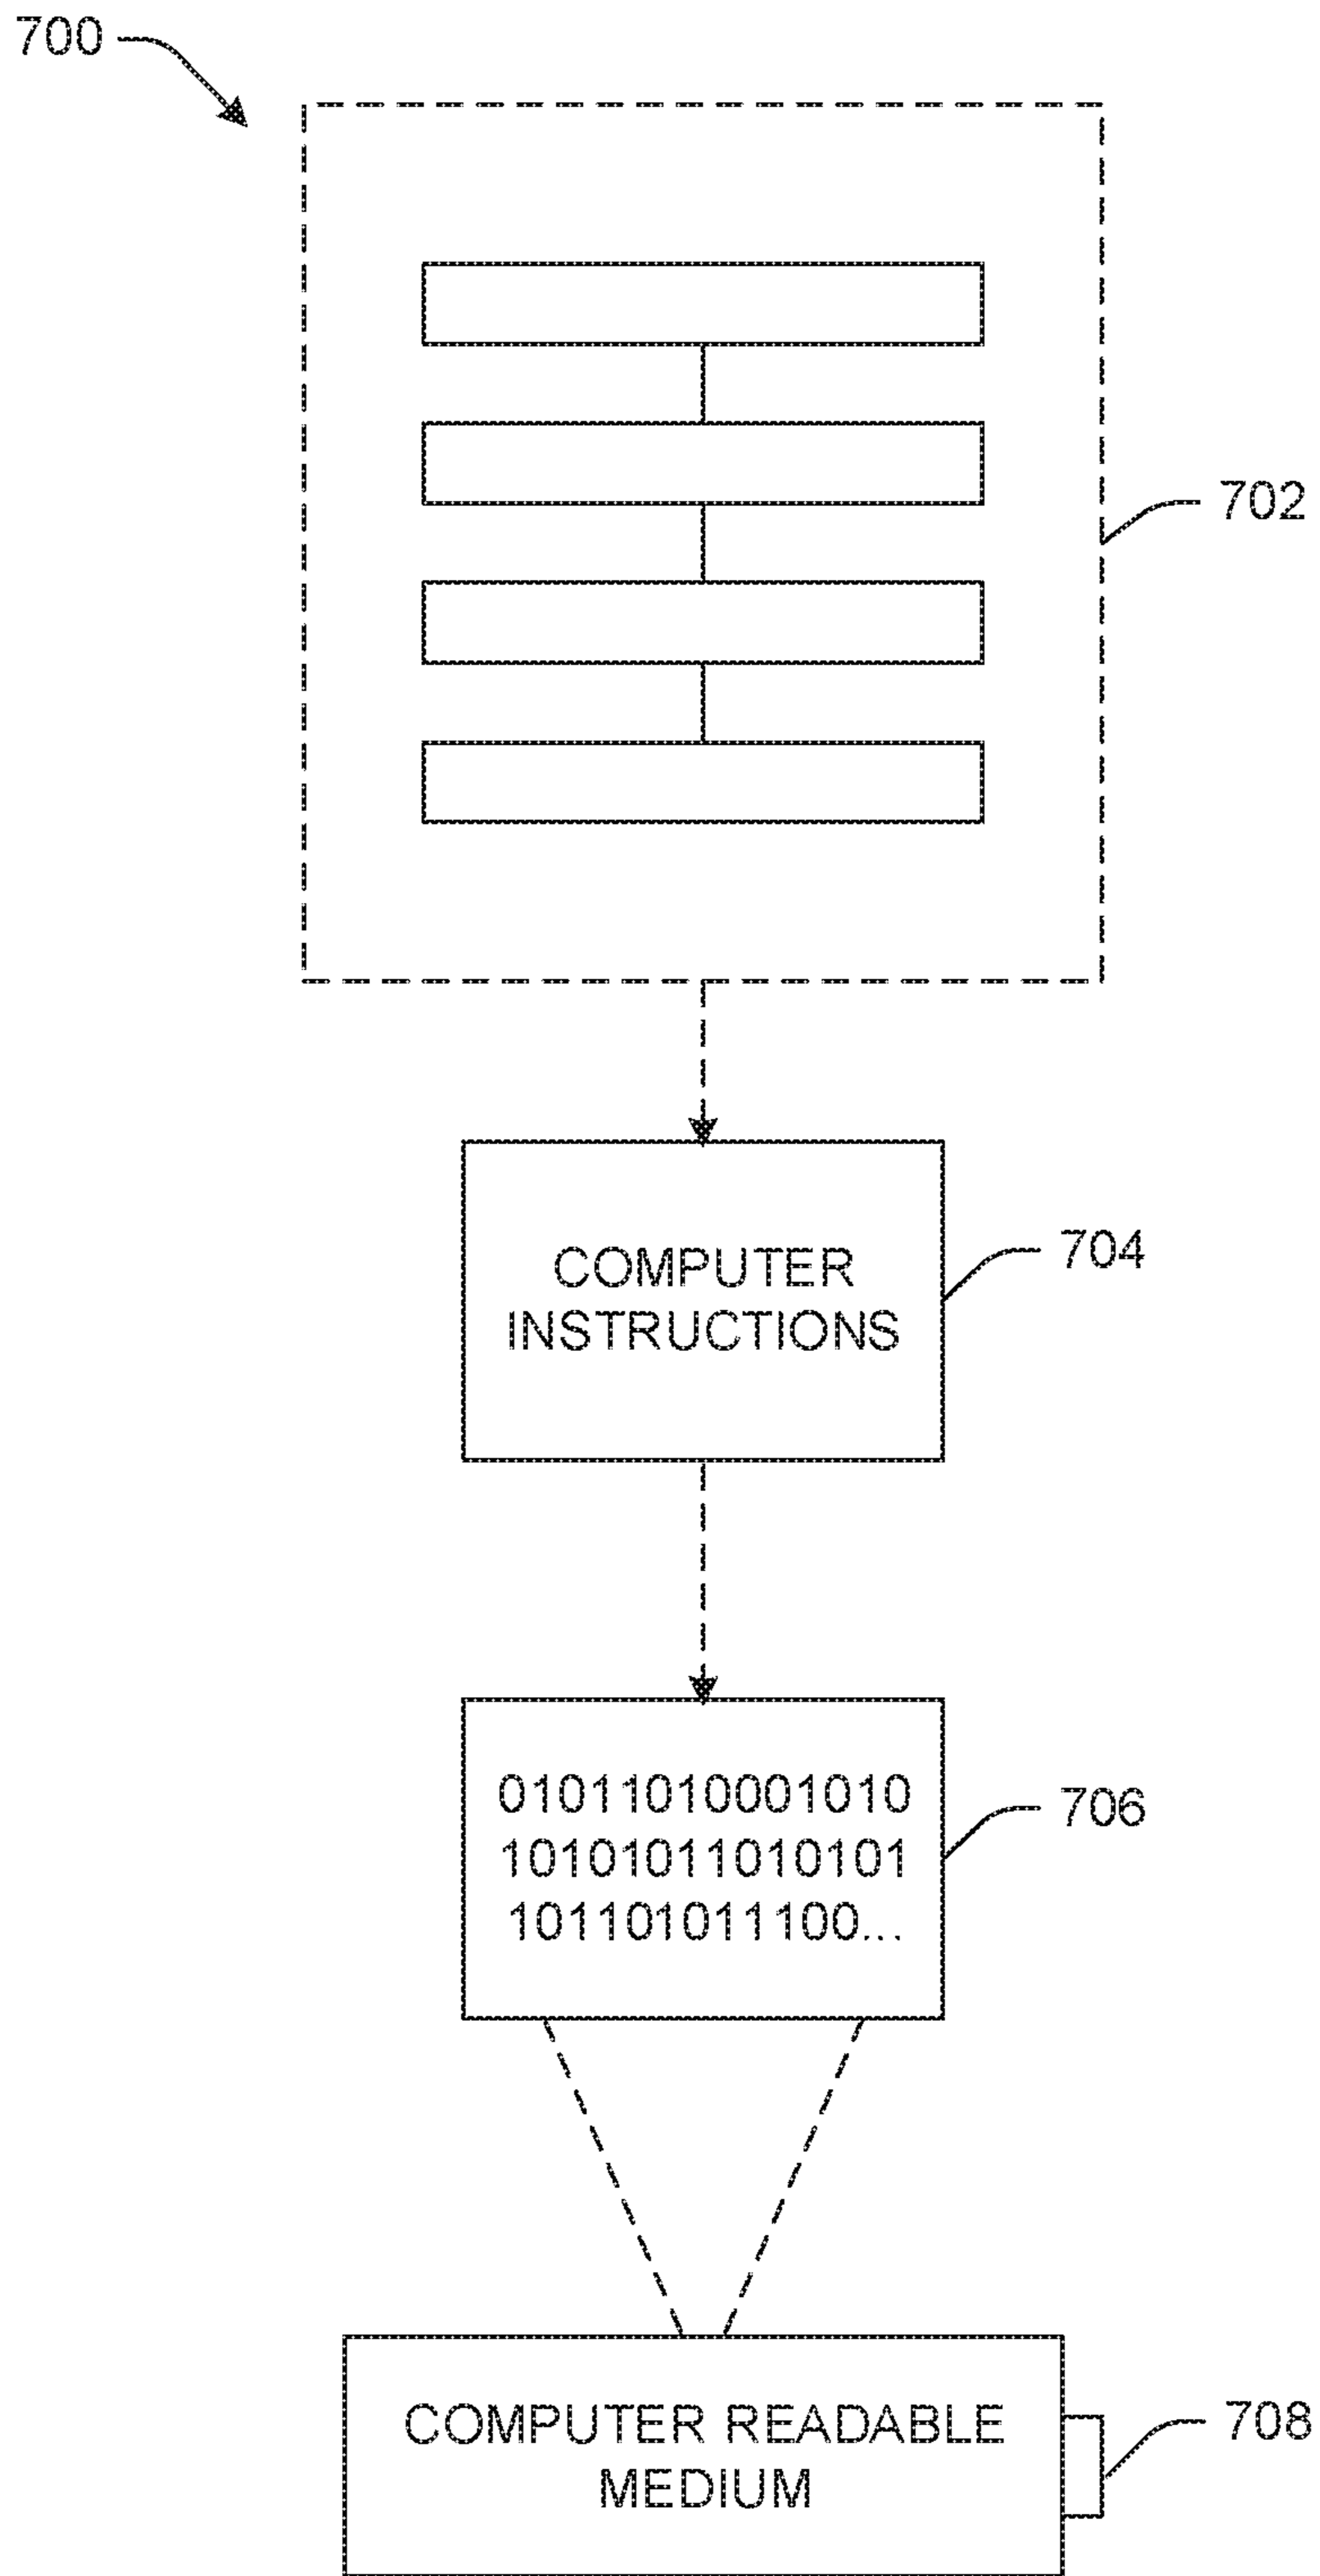 700
702
COMPUTER
INSTRUCTIONS
704
01011010001010
10101011010101
101101011100...
706
COMPUTER READABLE
MEDIUM
708